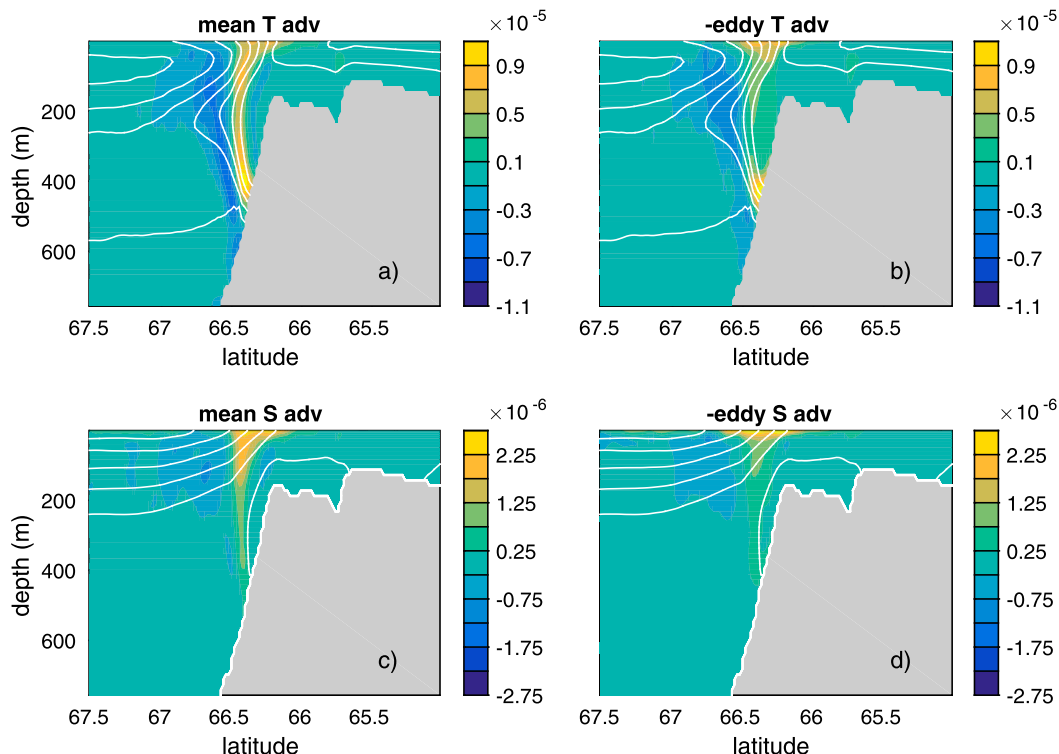 mean T adv
× 10 -5
0.9
0.5
0.1
-0.3
-0.7
-1.1
200
400
600
depth (m)
a)
67.5 67 66.5 66 65.5
latitude
-eddy T adv
× 10 -5
0.9
0.5
0.1
-0.3
-0.7
-1.1
b)
67.5 67 66.5 66 65.5
latitude
mean S adv
× 10 -6
2.25
1.25
0.25
-0.75
-1.75
-2.75
200
400
600
depth (m)
c)
67.5 67 66.5 66 65.5
latitude
-eddy S adv
× 10 -6
2.25
1.25
0.25
-0.75
-1.75
-2.75
d)
67.5 67 66.5 66 65.5
latitude